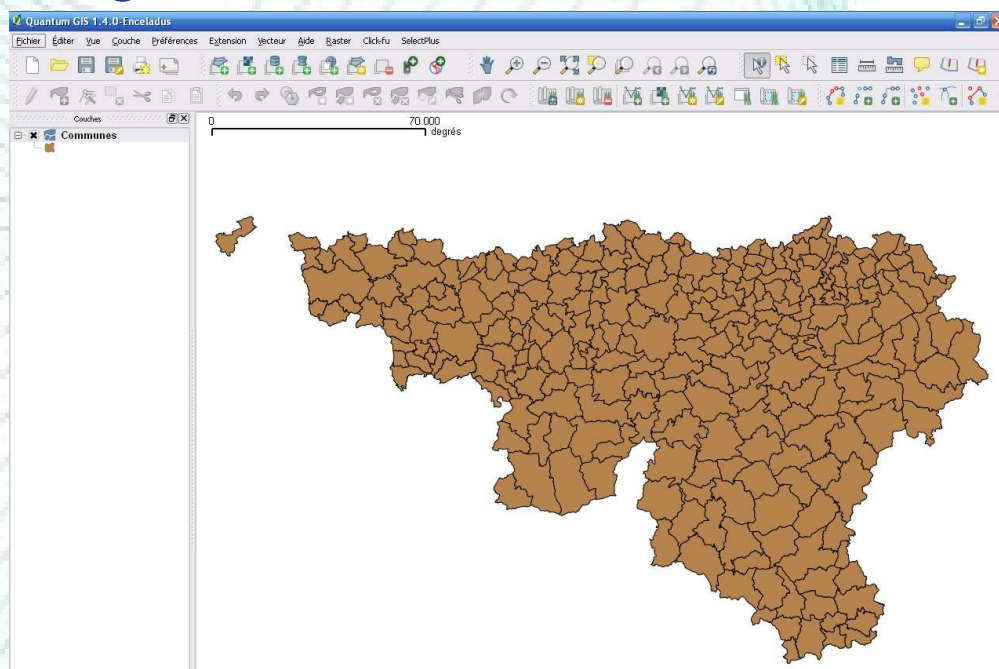 Quantum GIS 1.4.0-Enceladus
Fichier Éditer Vue Couche Préférences Extension Vecteur Aide Raster Click-fu SelectPlus
Couches
Communes
0 70 000
degrés